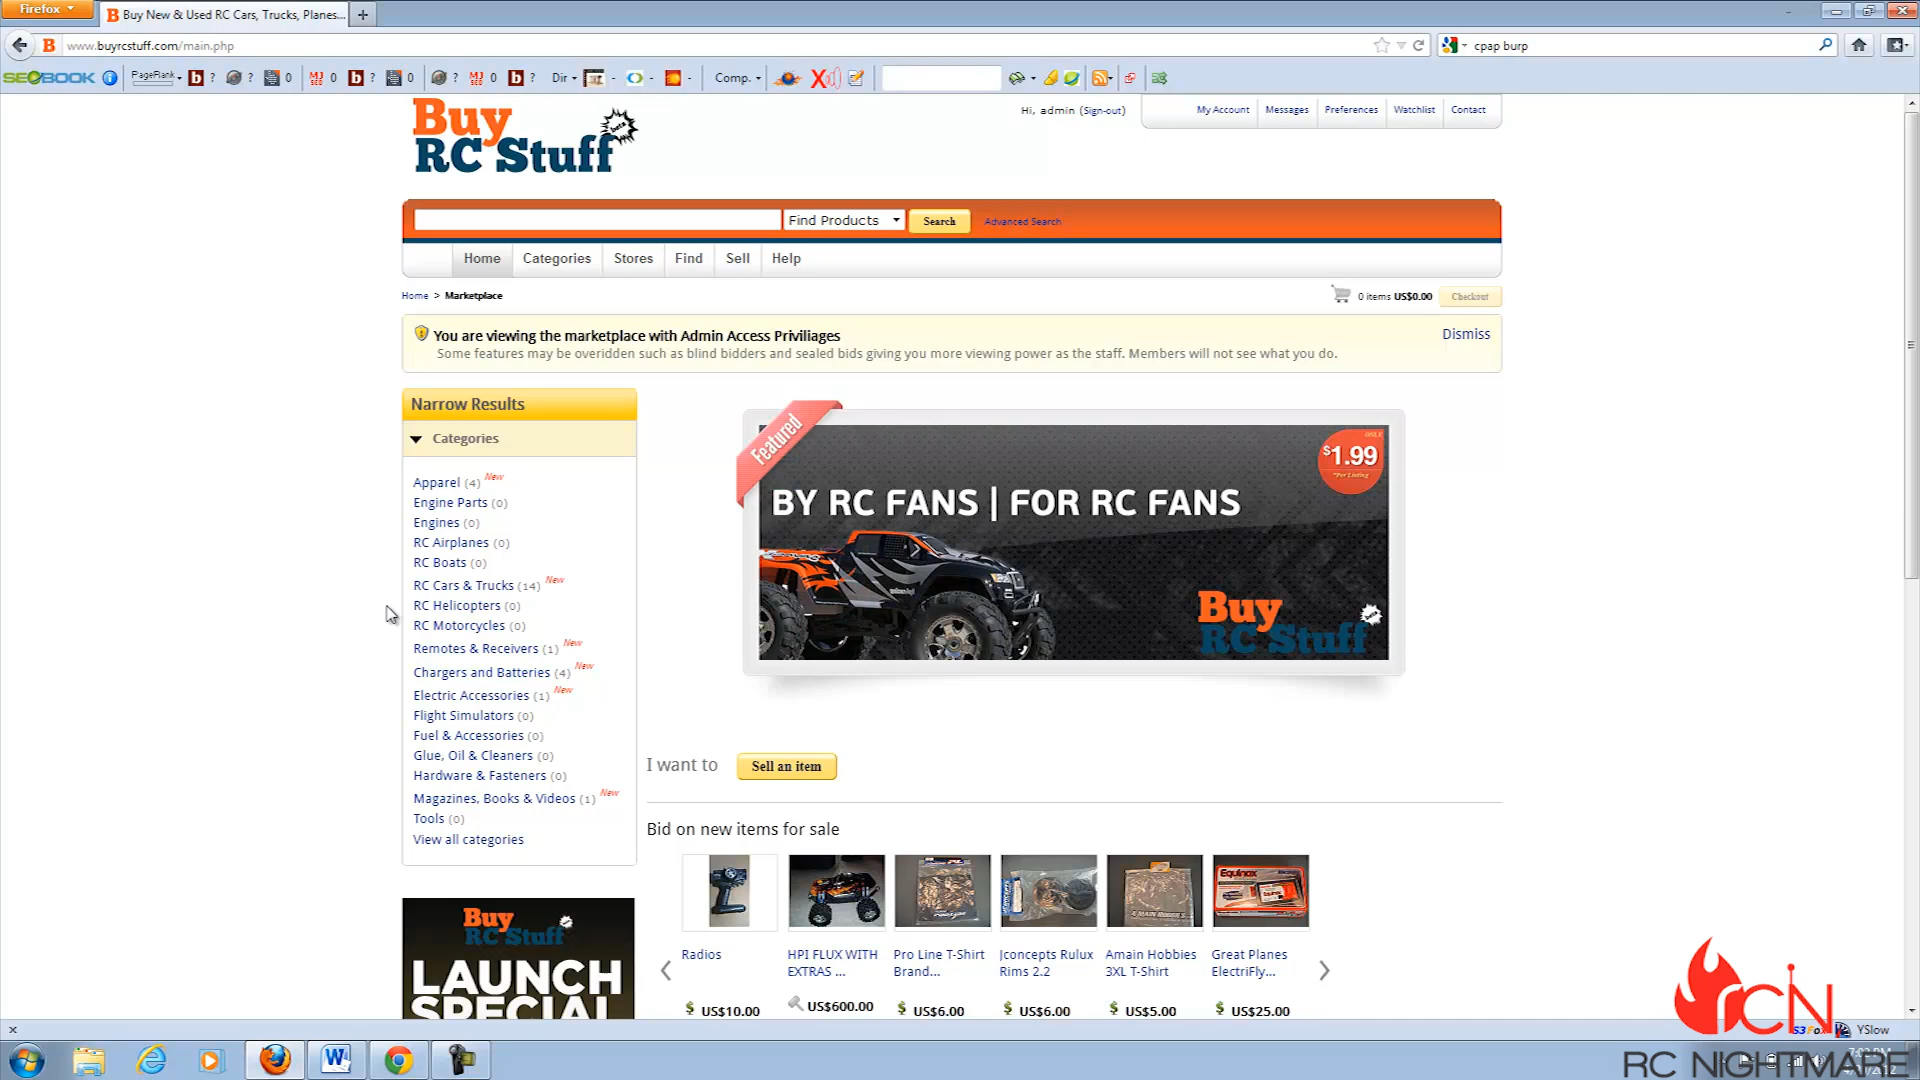 Firefox
Buy New & Used RC Cars, Trucks, Planes...
www.buyrcstuff.com/main.php
cpap burp
SEOBOOK PageRank ? ? 0 0 ? 0 ? 0 ? Dir - - - Comp.
Buy
RC Stuff
beta
Hi, admin (Sign-out)
My Account Messages Preferences Watchlist Contact
Find Products Search Advanced Search
Home Categories Stores Find Sell Help
Home > Marketplace
0 items US$0.00 Checkout
You are viewing the marketplace with Admin Access Priviliages
Dismiss
Some features may be overidden such as blind bidders and sealed bids giving you more viewing power as the staff. Members will not see what you do.
Narrow Results
Categories
Apparel (4) New
Engine Parts (0)
Engines (0)
RC Airplanes (0)
RC Boats (0)
RC Cars & Trucks (14) New
RC Helicopters (0)
RC Motorcycles (0)
Remotes & Receivers (1) New
Chargers and Batteries (4) New
Electric Accessories (1) New
Flight Simulators (0)
Fuel & Accessories (0)
Glue, Oil & Cleaners (0)
Hardware & Fasteners (0)
Magazines, Books & Videos (1) New
Tools (0)
View all categories
Featured
ONLY
$1.99
*Per Listing
BY RC FANS | FOR RC FANS
Buy
RC Stuff
I want to Sell an item
Bid on new items for sale
Equinox
Radios
HPI FLUX WITH
EXTRAS ...
Pro Line T-Shirt
Brand...
Jconcepts Rulux
Rims 2.2
Amain Hobbies
3XL T-Shirt
Great Planes
ElectriFly...
US$10.00 US$600.00 US$6.00 US$6.00 US$5.00 US$25.00
Buy
RC Stuff
LAUNCH
SPECIAL
YSlow
rCN
RC NIGHTMARE